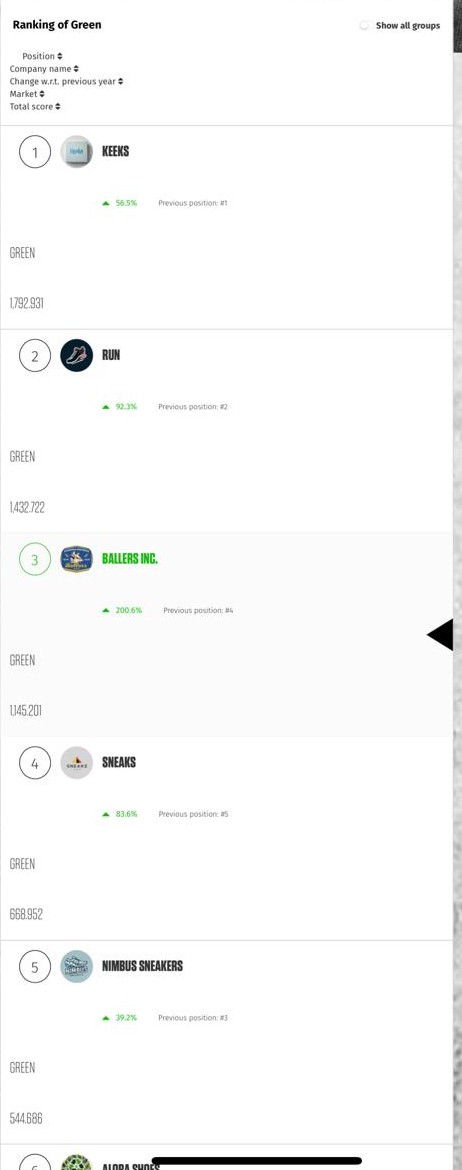 Ranking of Green
Show all groups
Position
Company name
Change w.r.t. previous year
Market
Total score
1 KEEKS
56.5% Previous position: #1
GREEN
1,792.931
2 RUN
92.3% Previous position: #2
GREEN
1,432.722
3 BALLERS INC.
200.6% Previous position: #4
GREEN
1,145.201
4 SNEAKS
SNEAKS
83.6% Previous position: #5
GREEN
668.952
5 NIMBUS SNEAKERS
NIMBUS
39.2% Previous position: #3
GREEN
544.686